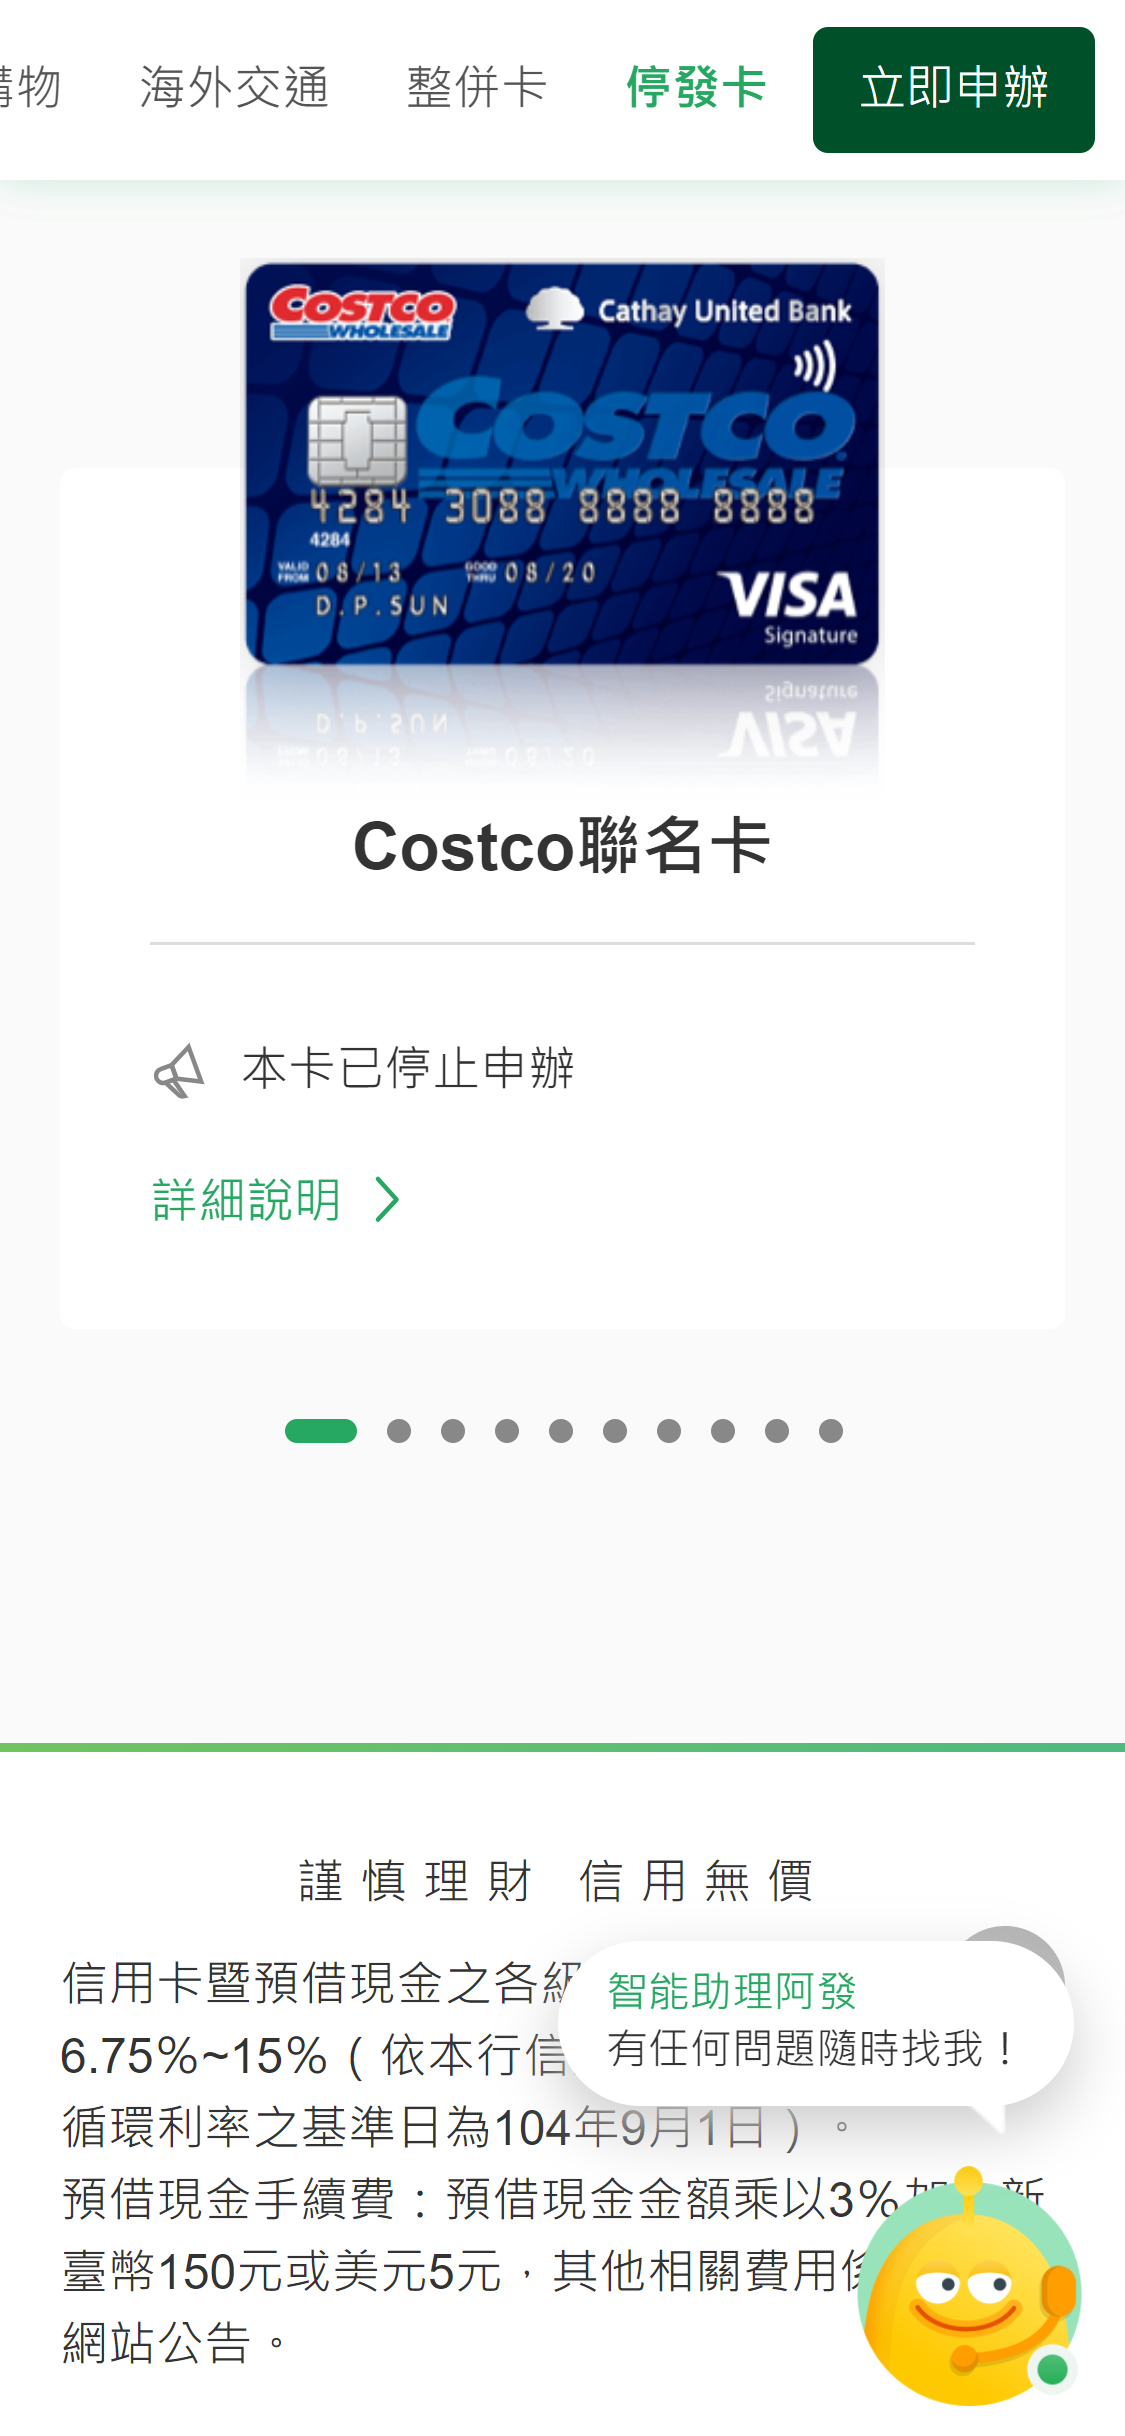 購物 海外交通 整併卡 停發卡 立即申辦
COSTCO WHOLESALE Cathay United Bank
COSTCO WHOLESALE
4284 3088 8888 8888
4284
VALID FROM 08/13 GOOD THRU 08/20
D.P.SUN
VISA
Signature
Costco聯名卡
本卡已停止申辦
詳細說明
謹慎理財 信用無價
信用卡暨預借現金之各級
6.75%~15%(依本行信
循環利率之基準日為104年9月1日)。
預借現金手續費：預借現金金額乘以3%加 新
臺幣150元或美元5元，其他相關費用係
網站公告。
智能助理阿發
有任何問題隨時找我！